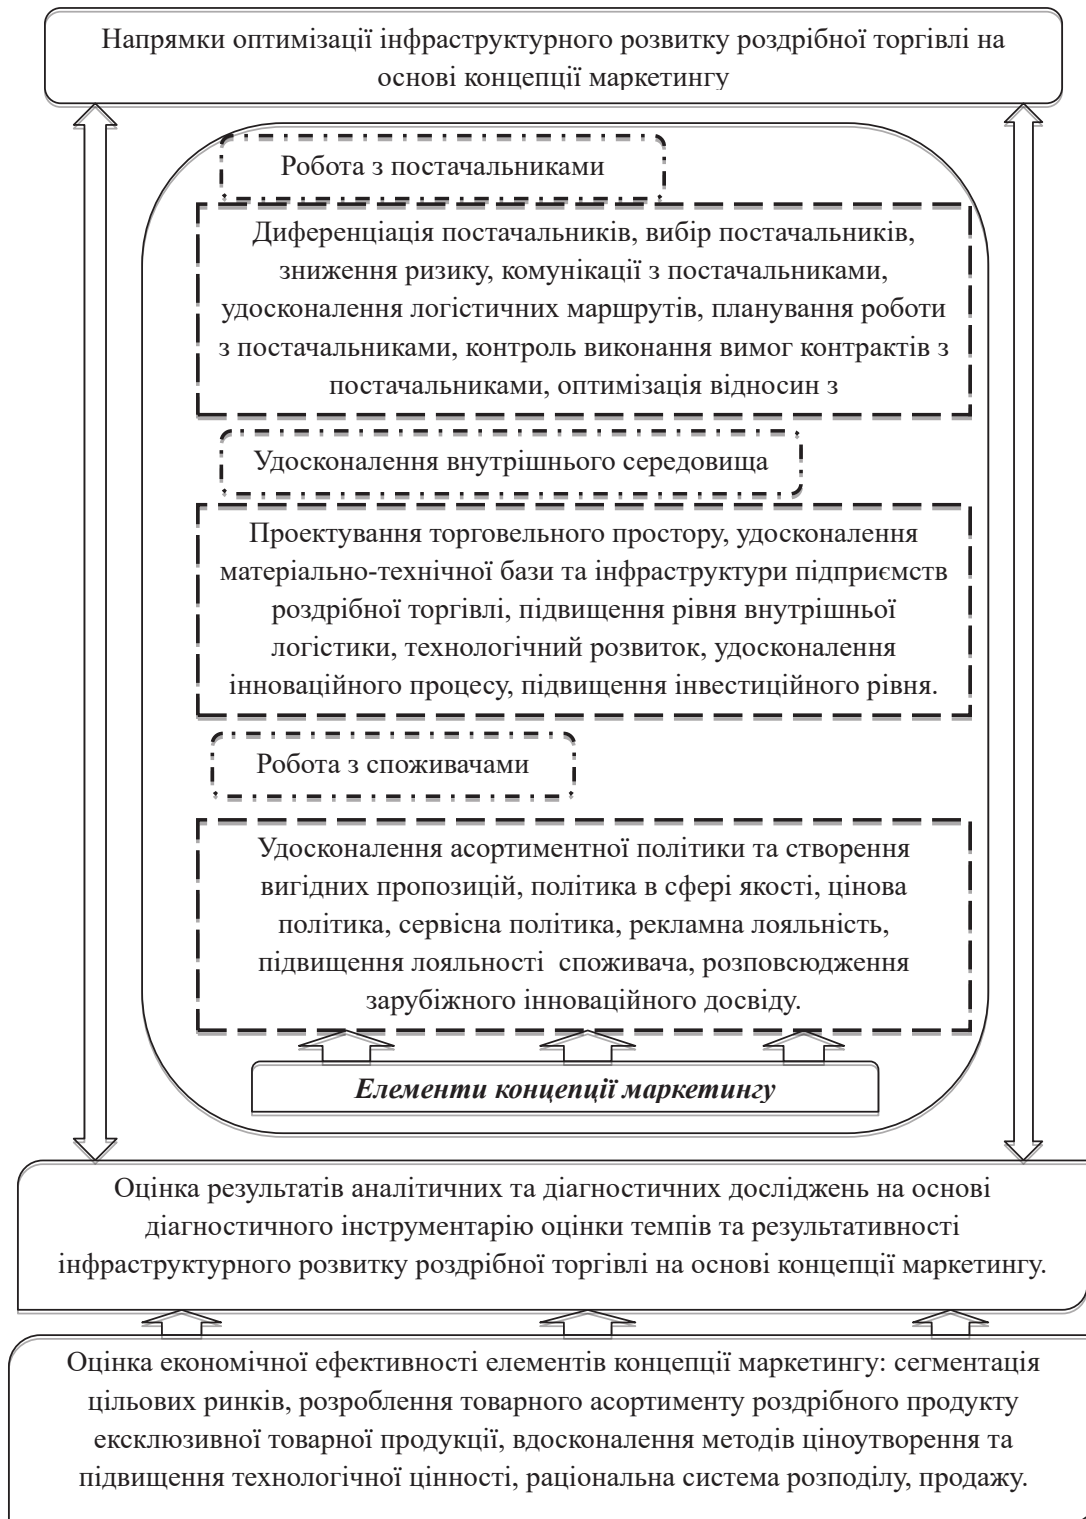 Напрямки оптимізації інфраструктурного розвитку роздрібної торгівлі на
основі концепції маркетингу
Робота з постачальниками
Диференціація постачальників, вибір постачальників,
зниження ризику, комунікації з постачальниками,
удосконалення логістичних маршрутів, планування роботи
з постачальниками, контроль виконання вимог контрактів з
постачальниками, оптимізація відносин з
Удосконалення внутрішнього середовища
Проектування торговельного простору, удосконалення
матеріально-технічної бази та інфраструктури підприємств
роздрібної торгівлі, підвищення рівня внутрішньої
логістики, технологічний розвиток, удосконалення
інноваційного процесу, підвищення інвестиційного рівня.
Робота з споживачами
Удосконалення асортиментної політики та створення
вигідних пропозицій, політика в сфері якості, цінова
політика, сервісна політика, рекламна лояльність,
підвищення лояльності  споживача, розповсюдження
зарубіжного інноваційного досвіду.
Елементи концепції маркетингу
Оцінка результатів аналітичних та діагностичних досліджень на основі
діагностичного інструментарію оцінки темпів та результативності
інфраструктурного розвитку роздрібної торгівлі на основі концепції маркетингу.
Оцінка економічної ефективності елементів концепції маркетингу: сегментація
цільових ринків, розроблення товарного асортименту роздрібного продукту
ексклюзивної товарної продукції, вдосконалення методів ціноутворення та
підвищення технологічної цінності, раціональна система розподілу, продажу.